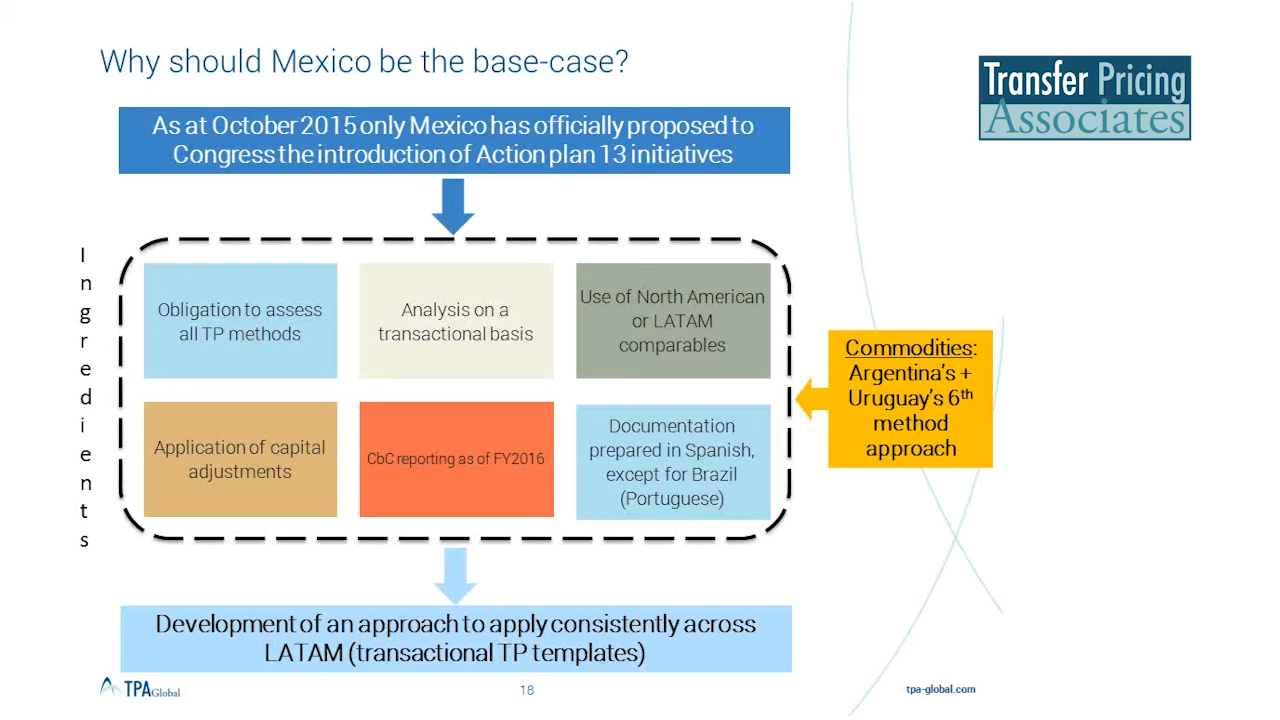 Why should Mexico be the base-case?
Transfer Pricing
Associates
As at October 2015 only Mexico has officially proposed to
Congress the introduction of Action plan 13 initiatives
Ingredients
Obligation to assess
all TP methods
Analysis on a
transactional basis
Use of North American
or LATAM
comparables
Application of capital
adjustments
CbC reporting as of FY2016
Documentation
prepared in Spanish,
except for Brazil
(Portuguese)
Commodities:
Argentina's +
Uruguay's 6th
method
approach
Development of an approach to apply consistently across
LATAM (transactional TP templates)
TPA Global
18
tpa-global.com